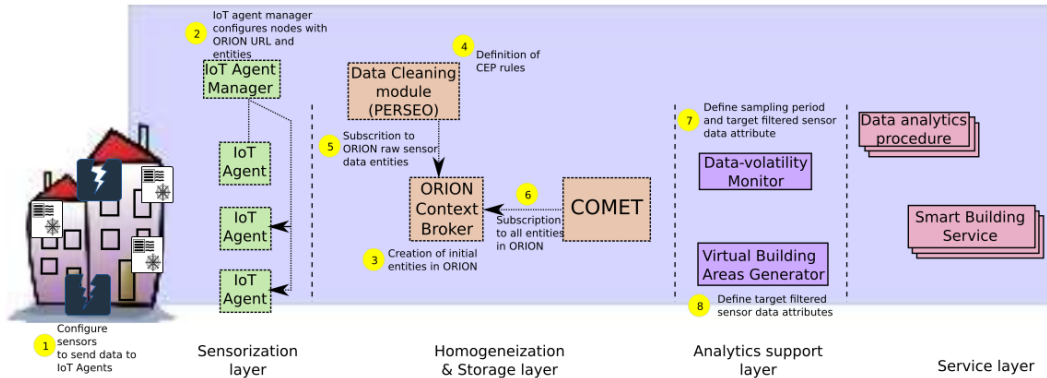 2
IoT agent manager
configures nodes with
ORION URL and
entities
IoT Agent
Manager
IoT
Agent
IoT
Agent
IoT
Agent
1
Configure
sensors
to send data to
IoT Agents
Sensorization
layer
4
Definition of
CEP rules
Data Cleaning
module
(PERSEO)
5
Subscrition to
ORION raw sensor
data entities
ORION
Context
Broker
6
Subscription
to all entities
in ORION
COMET
3
Creation of initial
entities in ORION
Homogeneization
& Storage layer
7
Define sampling period
and target filtered sensor
data attribute
Data-volatility
Monitor
Virtual Building
Areas Generator
8
Define target filtered
sensor data attributes
Analytics support
layer
Data analytics
procedure
Smart Building
Service
Service layer